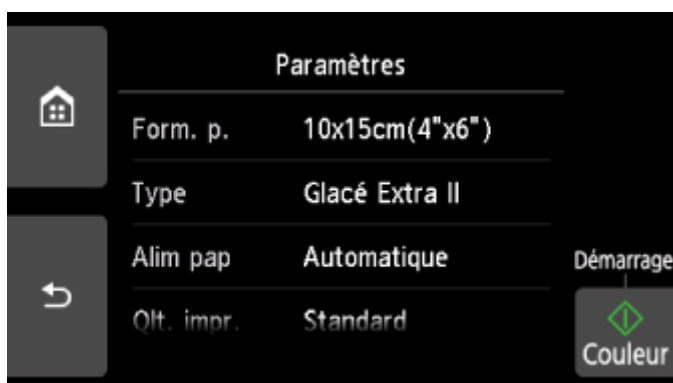 Paramètres
Form. p. 10x15cm(4"x6")
Type Glacé Extra II
Alim pap Automatique
Qlt. impr. Standard
Démarrage
Couleur